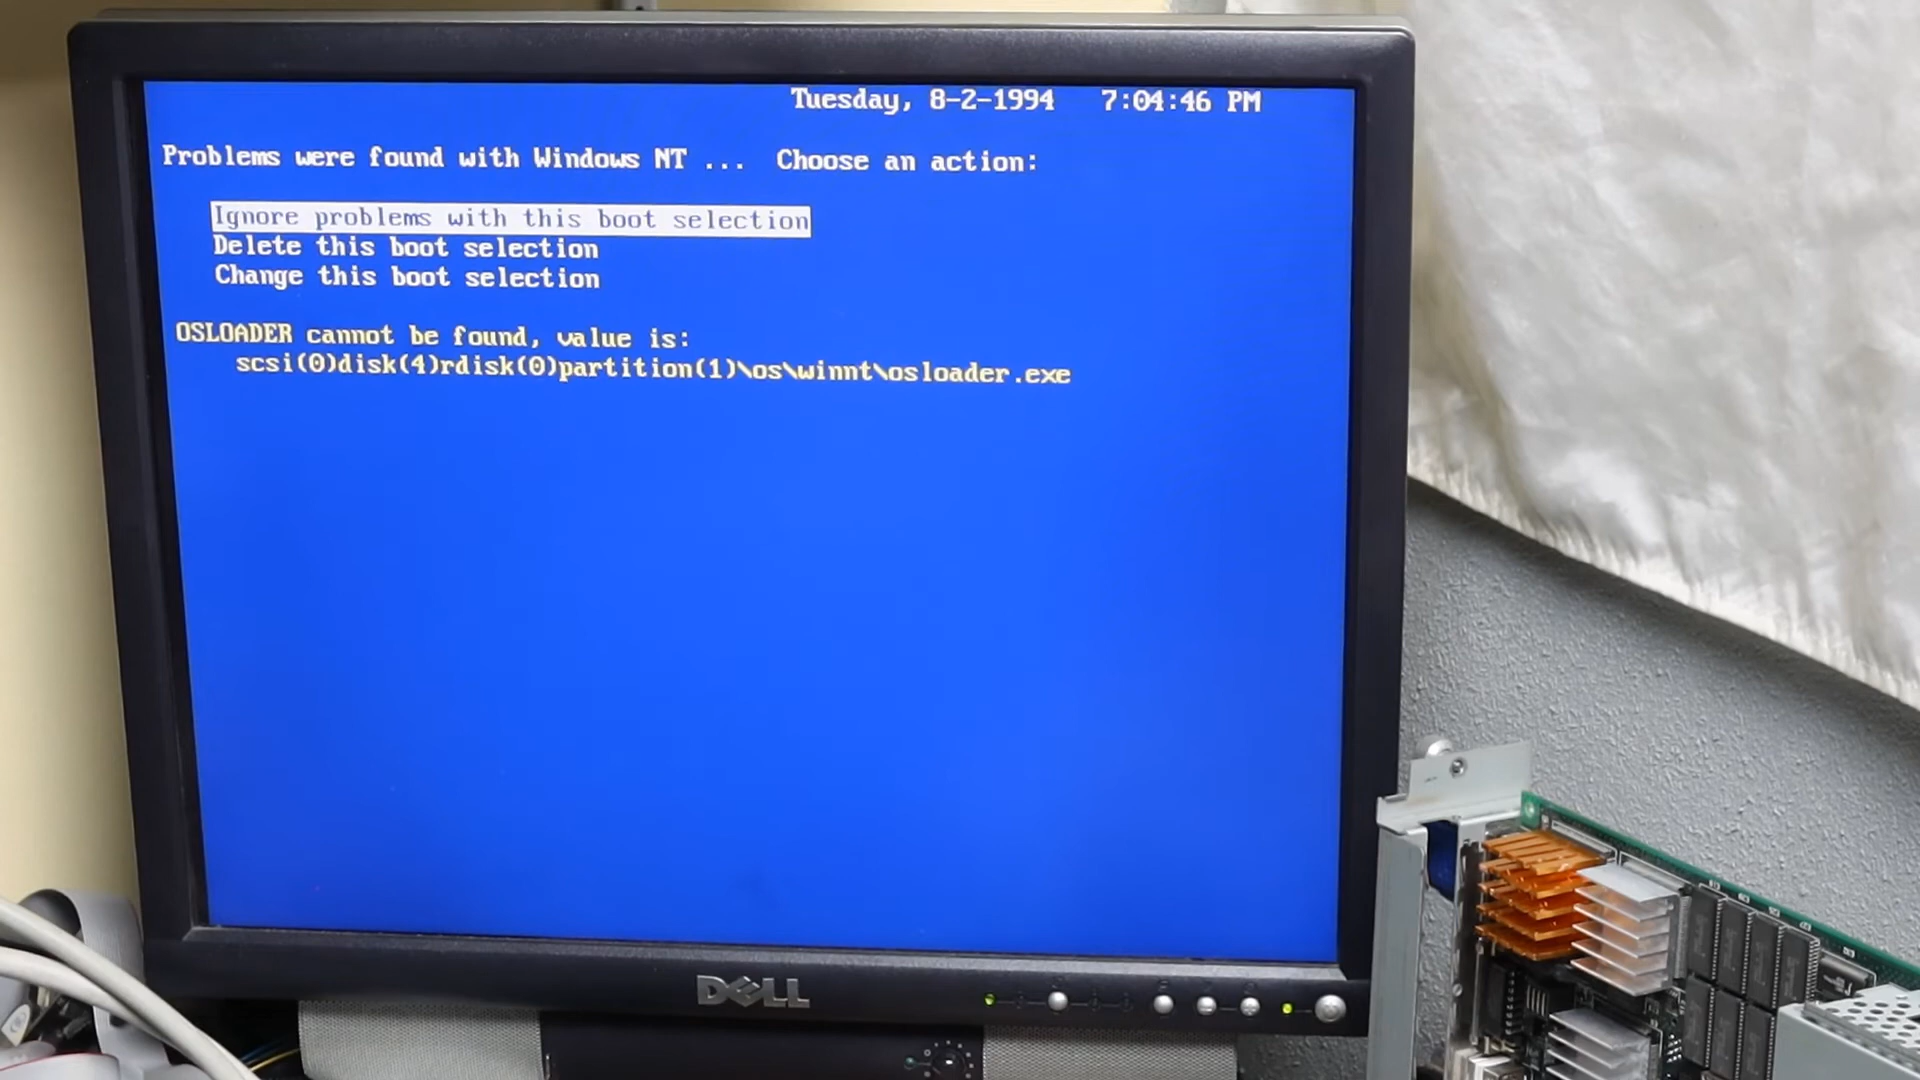 Tuesday, 8-2-1994   7:04:46 PM
Problems were found with Windows NT ...  Choose an action:
Ignore problems with this boot selection
Delete this boot selection
Change this boot selection
OSLOADER cannot be found, value is:
scsi(0)disk(4)rdisk(0)partition(1)\os\winnt\osloader.exe
DELL